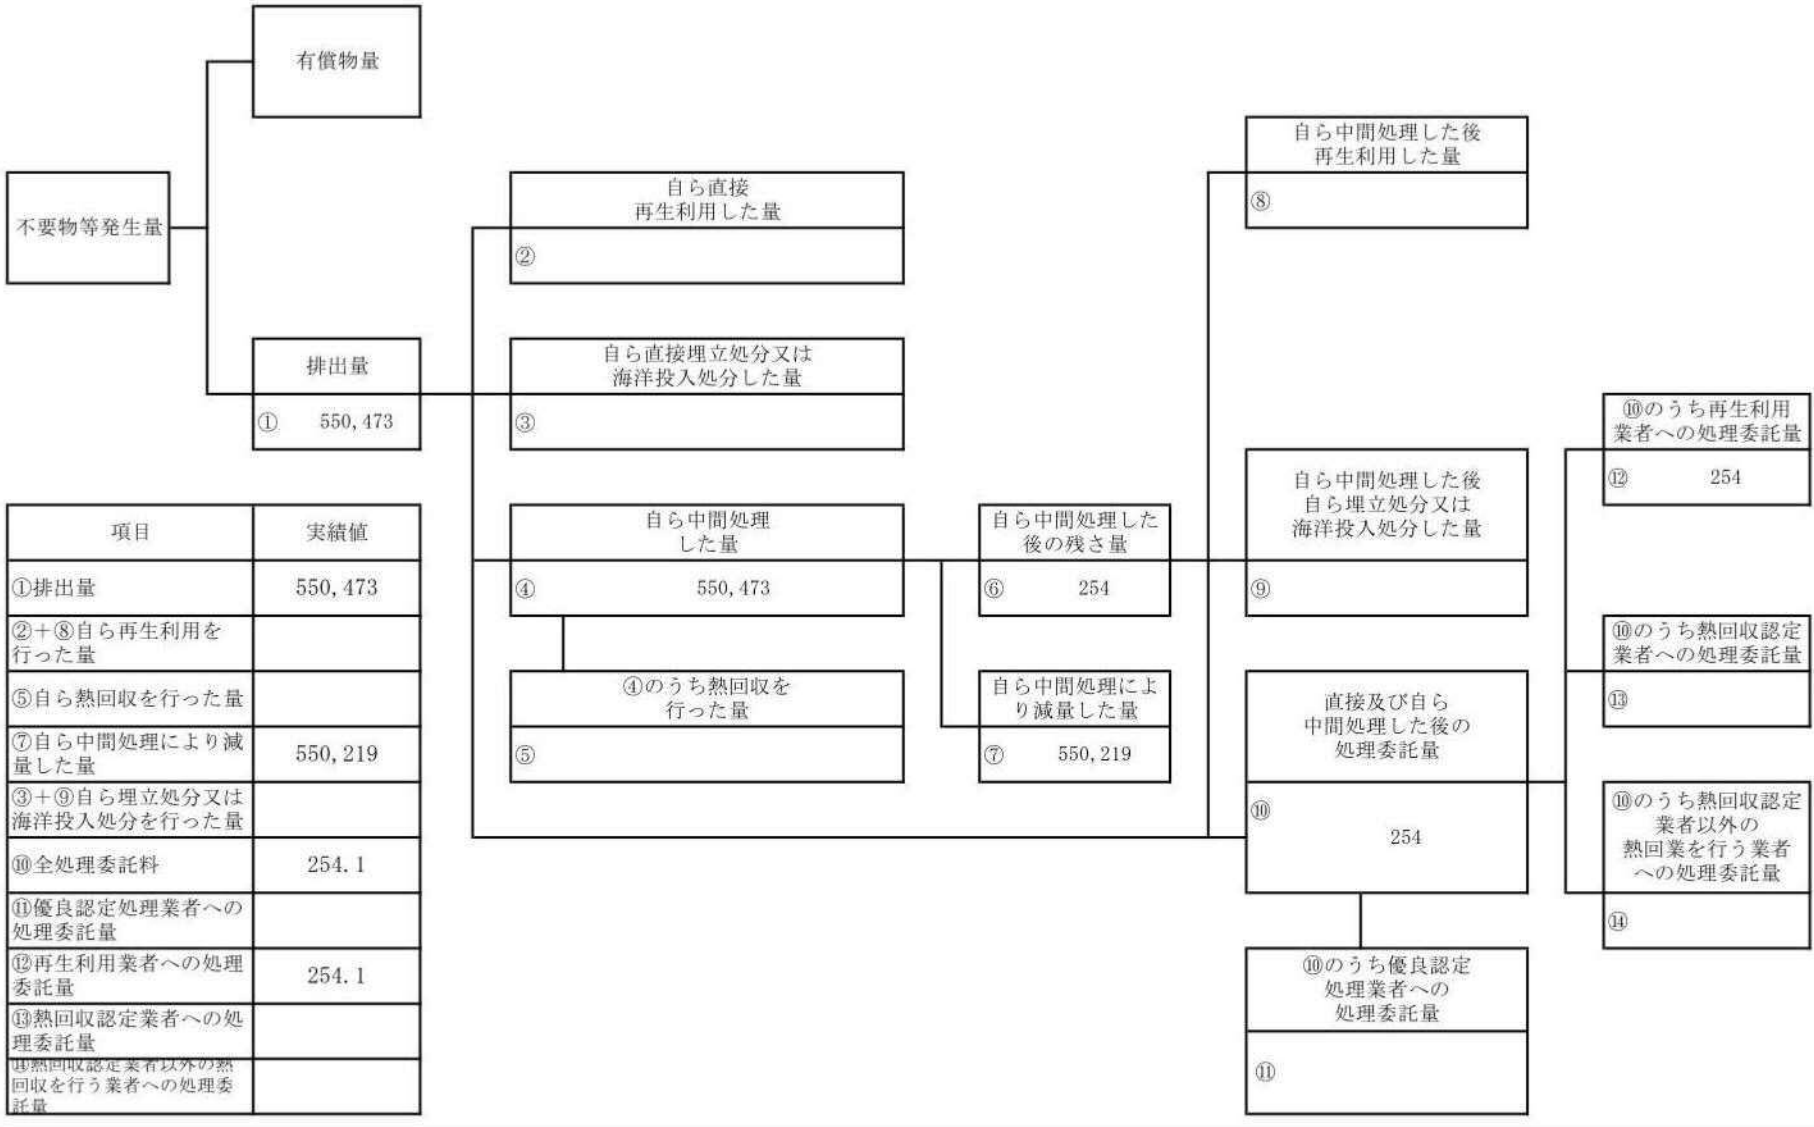 有償物量
不要物等発生量
排出量
① 550,473
自ら直接
再生利用した量
②
自ら直接埋立処分又は
海洋投入処分した量
③
自ら中間処理
した量
④ 550,473
④のうち熱回収を
行った量
⑤
自ら中間処理した
後の残さ量
⑥ 254
自ら中間処理によ
り減量した量
⑦ 550,219
自ら中間処理した後
再生利用した量
⑧
自ら中間処理した後
自ら埋立処分又は
海洋投入処分した量
⑨
直接及び自ら
中間処理した後の
処理委託量
⑩
254
⑩のうち優良認定
処理業者への
処理委託量
⑪
⑩のうち再生利用
業者への処理委託量
⑫ 254
⑩のうち熱回収認定
業者への処理委託量
⑬
⑩のうち熱回収認定
業者以外の
熱回業を行う業者
への処理委託量
⑭
項目 実績値
①排出量 550,473
②+⑧自ら再生利用を
行った量
⑤自ら熱回収を行った量
⑦自ら中間処理により減
量した量 550,219
③+⑨自ら埋立処分又は
海洋投入処分を行った量
⑩全処理委託料 254.1
⑪優良認定処理業者への
処理委託量
⑫再生利用業者への処理
委託量 254.1
⑬熱回収認定業者への処
理委託量
⑭熱回収認定業者以外の熱
回収を行う業者への処理委
託量